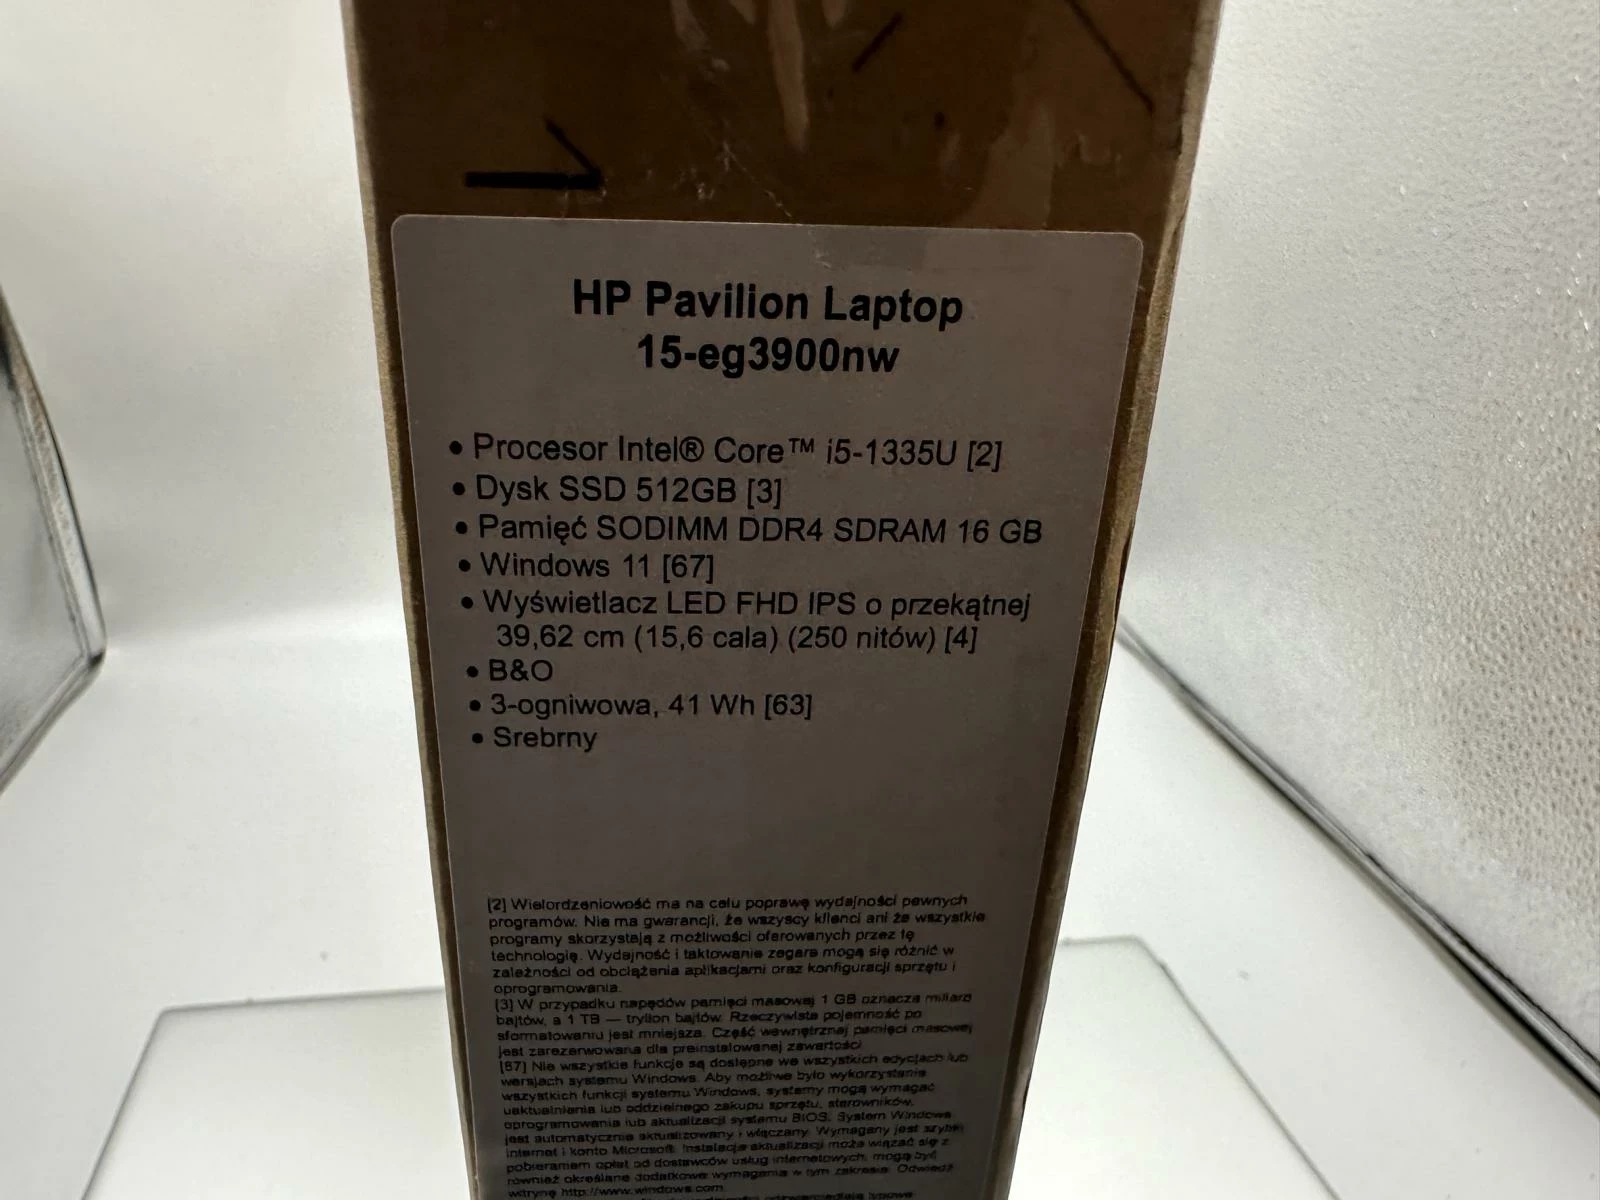 HP Pavilion Laptop
15-eg3900nw
• Procesor Intel® Core™ i5-1335U [2]
• Dysk SSD 512GB [3]
• Pamięć SODIMM DDR4 SDRAM 16 GB
• Windows 11 [67]
• Wyświetlacz LED FHD IPS o przekątnej
39,62 cm (15,6 cala) (250 nitów) [4]
• B&O
• 3-ogniwowa, 41 Wh [63]
• Srebrny
[2] Wielordzeniowość ma na celu poprawę wydajności pewnych
programów. Nie ma gwarancji, że wszyscy klienci ani że wszystkie
programy skorzystają z możliwości oferowanych przez tę
technologię. Wydajność i taktowanie zegara mogą się różnić w
zależności od obciążenia aplikacjami oraz konfiguracji sprzętu i
oprogramowania.
[3] W przypadku napędów pamięci masowej 1 GB oznacza miliard
bajtów, a 1 TB — trylion bajtów. Rzeczywista pojemność po
sformatowaniu jest mniejsza. Część wewnętrznej pamięci masowej
jest zarezerwowana dla preinstalowanej zawartości.
[67] Nie wszystkie funkcje są dostępne we wszystkich edycjach lub
wersjach systemu Windows. Aby możliwe było wykorzystanie
wszystkich funkcji systemu Windows, systemy mogą wymagać
uaktualnienia lub oddzielnego zakupu sprzętu, sterowników,
oprogramowania lub aktualizacji systemu BIOS. System Windows
jest automatycznie aktualizowany i włączany. Wymagany jest szybki
internet i konto Microsoft. Instalacja aktualizacji może wiązać się z
pobieraniem opłat od dostawców usług internetowych, mogą być
również określane dodatkowe wymagania w tym zakresie. Odwiedź
witrynę http://www.windows.com.